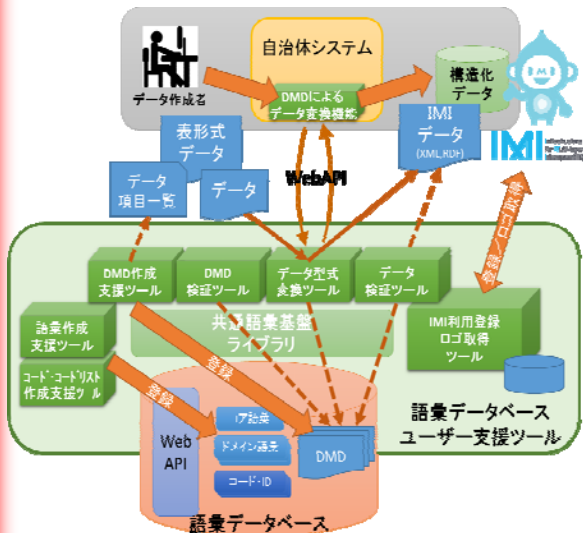 自治体システム
データ作成者
DMDによる
データ変換機能
構造化
データ
IMI
表形式
データ
データ
項目一覧
データ
WebAPI
IMI
データ
(XML,RDF)
IMI
登録/ロゴ取得
DMD作成
支援ツール
DMD
検証ツール
データ型式
変換ツール
データ
検証ツール
語彙作成
支援ツール
コード・コードリスト
作成支援ツール
共通語彙基盤
ライブラリ
IMI利用登録
ロゴ取得
ツール
登録
登録
語彙データベース
ユーザー支援ツール
Web
API
コア語彙
ドメイン語彙
コード・ID
DMD
語彙データベース